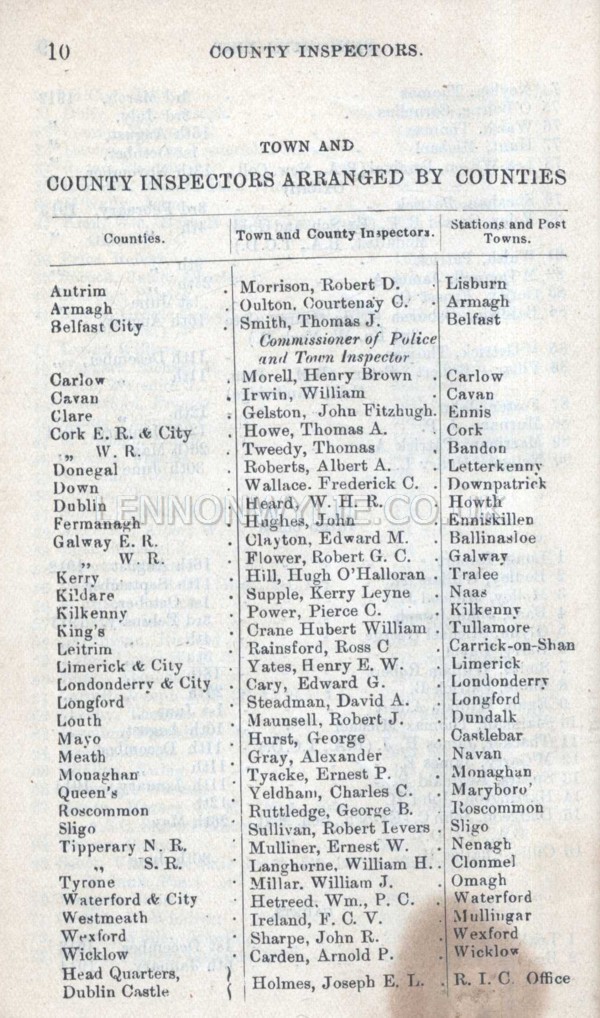 10 COUNTY INSPECTORS.
TOWN AND
COUNTY INSPECTORS ARRANGED BY COUNTIES
Counties. Town and County Inspectors. Stations and Post Towns.
Antrim . Morrison, Robert D. . Lisburn
Armagh . Oulton, Courtenay C. . Armagh
Belfast City . Smith, Thomas J. . Belfast
Commissioner of Police
and Town Inspector
Carlow . Morell, Henry Brown . Carlow
Cavan . Irwin, William . Cavan
Clare . Gelston, John Fitzhugh. Ennis
Cork E. R. & City . Howe, Thomas A. . Cork
„ W. R. . Tweedy, Thomas . Bandon
Donegal . Roberts, Albert A. . Letterkenny
Down . Wallace. Frederick C. . Downpatrick
Dublin . Heard, W. H. R. . Howth
Fermanagh . Hughes, John . Enniskillen
Galway E. R. . Clayton, Edward M. . Ballinasloe
„ W. R. . Flower, Robert G. C. . Galway
Kerry . Hill, Hugh O'Halloran . Tralee
Kildare . Supple, Kerry Leyne . Naas
Kilkenny . Power, Pierce C. . Kilkenny
King's . Crane Hubert William . Tullamore
Leitrim . Rainsford, Ross C . Carrick-on-Shan
Limerick & City . Yates, Henry E. W. . Limerick
Londonderry & City . Cary, Edward G. . Londonderry
Longford . Steadman, David A. . Longford
Louth . Maunsell, Robert J. . Dundalk
Mayo . Hurst, George . Castlebar
Meath . Gray, Alexander . Navan
Monaghan . Tyacke, Ernest P. . Monaghan
Queen's . Yeldham, Charles C. . Maryboro'
Roscommon . Ruttledge, George B. . Roscommon
Sligo . Sullivan, Robert Ievers . Sligo
Tipperary N. R. . Mulliner, Ernest W. . Nenagh
„ S. R. . Langhorne, William H. . Clonmel
Tyrone . Millar, William J. . Omagh
Waterford & City . Hetreed, Wm., P. C. . Waterford
Westmeath . Ireland, F. C. V. . Mullingar
Wexford . Sharpe, John R. . Wexford
Wicklow . Carden, Arnold P. . Wicklow
Head Quarters,
Dublin Castle } Holmes, Joseph E. L. . R. I. C. Office
LENNONWYLIE.CO.UK